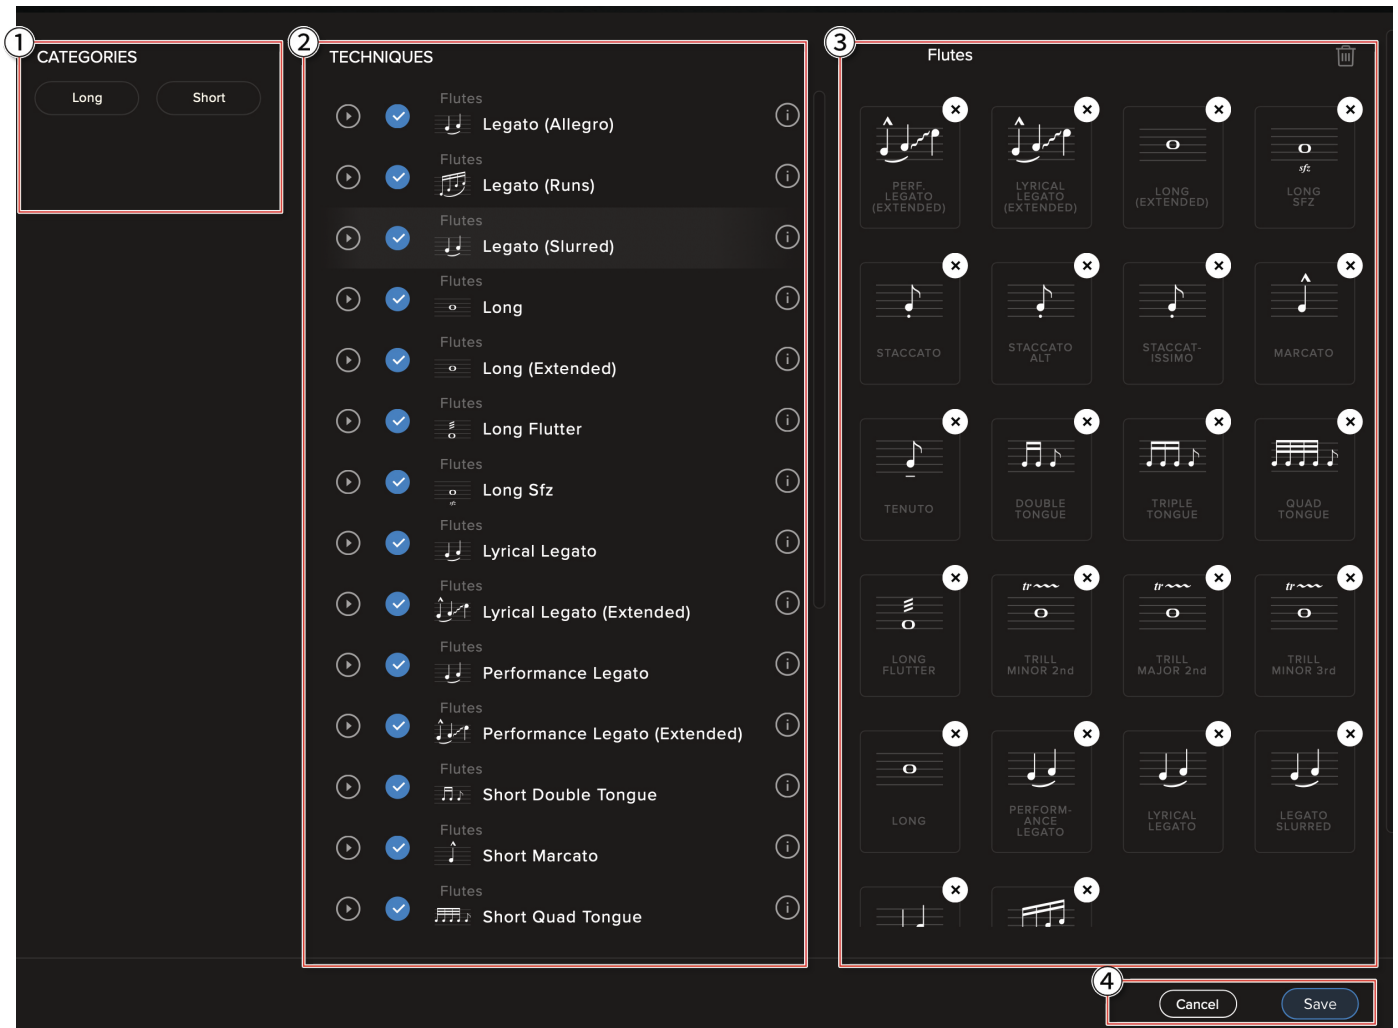 1
CATEGORIES
Long
Short
2
TECHNIQUES
Flutes
Legato (Allegro)
Flutes
Legato (Runs)
Flutes
Legato (Slurred)
Flutes
Long
Flutes
Long (Extended)
Flutes
Long Flutter
Flutes
Long Sfz
Flutes
Lyrical Legato
Flutes
Lyrical Legato (Extended)
Flutes
Performance Legato
Flutes
Performance Legato (Extended)
Flutes
Short Double Tongue
Flutes
Short Marcato
Flutes
Short Quad Tongue
3
Flutes
PERF.
LEGATO
(EXTENDED)
LYRICAL
LEGATO
(EXTENDED)
LONG
(EXTENDED)
sfz
LONG
SFZ
STACCATO
STACCATO
ALT
STACCAT-
ISSIMO
MARCATO
TENUTO
DOUBLE
TONGUE
TRIPLE
TONGUE
QUAD
TONGUE
LONG
FLUTTER
tr
TRILL
MINOR 2nd
tr
TRILL
MAJOR 2nd
tr
TRILL
MINOR 3rd
LONG
PERFORM-
ANCE
LEGATO
LYRICAL
LEGATO
LEGATO
SLURRED
4
Cancel
Save